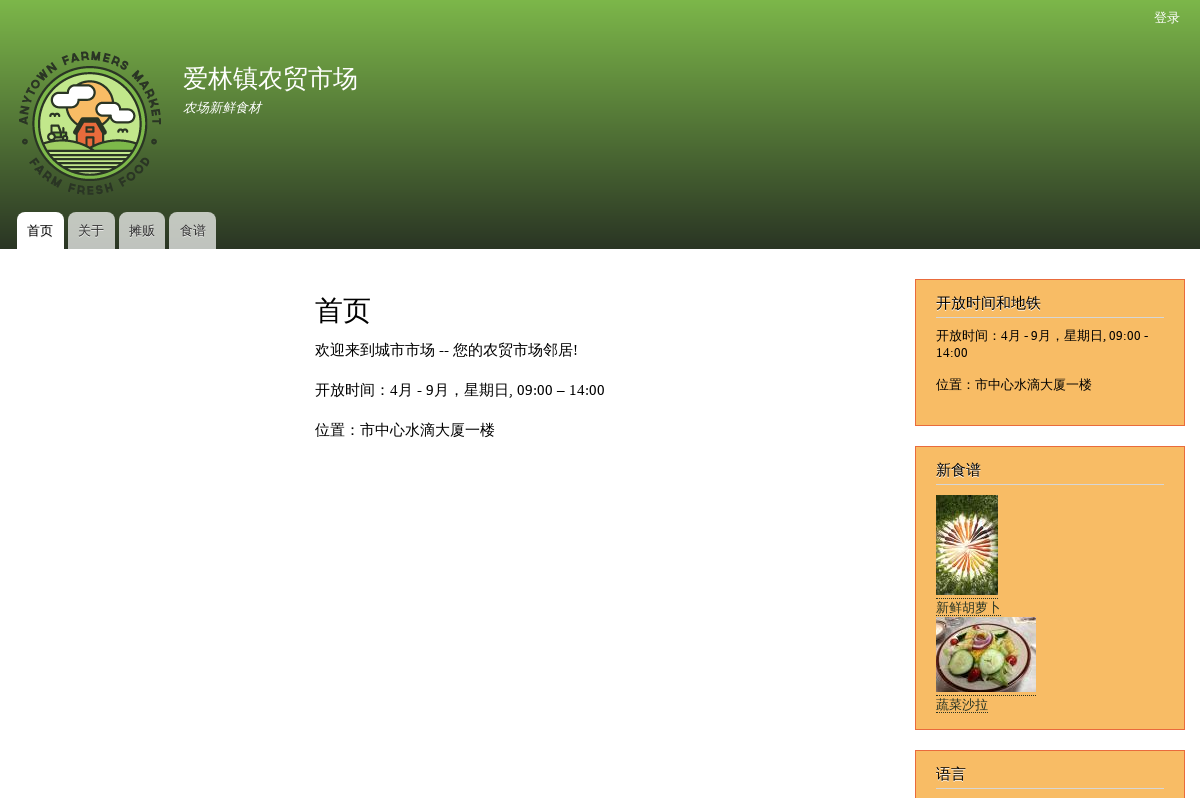 登录
ANYTOWN FARMERS MARKET
FARM FRESH FOOD
爱林镇农贸市场
农场新鲜食材
首页
关于
摊贩
食谱
首页
欢迎来到城市市场 -- 您的农贸市场邻居!
开放时间：4月 - 9月，星期日, 09:00 – 14:00
位置：市中心水滴大厦一楼
开放时间和地铁
开放时间：4月 - 9月，星期日, 09:00 -
14:00
位置：市中心水滴大厦一楼
新食谱
新鲜胡萝卜
蔬菜沙拉
语言